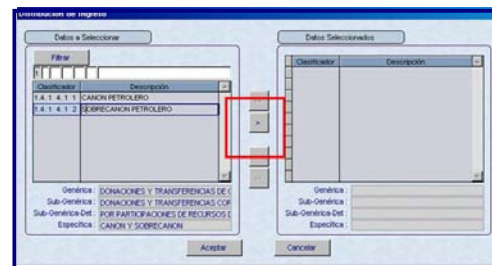 Distribución de Ingreso
Datos a Seleccionar
Datos Seleccionados
Filtrar
1
Clasificador Descripción
Clasificador Descripción
1.4. 1 4. 1 1 CANON PETROLERO
1.4. 1 4. 1 2 SOBRECANON PETROLERO
>
Genérica : DONACIONES Y TRANSFERENCIAS DE
Sub-Genérica : DONACIONES Y TRANSFERENCIAS COR
Sub-Genérica-Det : POR PARTICIPACIONES DE RECURSOS
Específica : CANON Y SOBRECANON
Genérica :
Sub-Genérica :
Sub-Genérica-Det :
Específica :
Aceptar
Cancelar